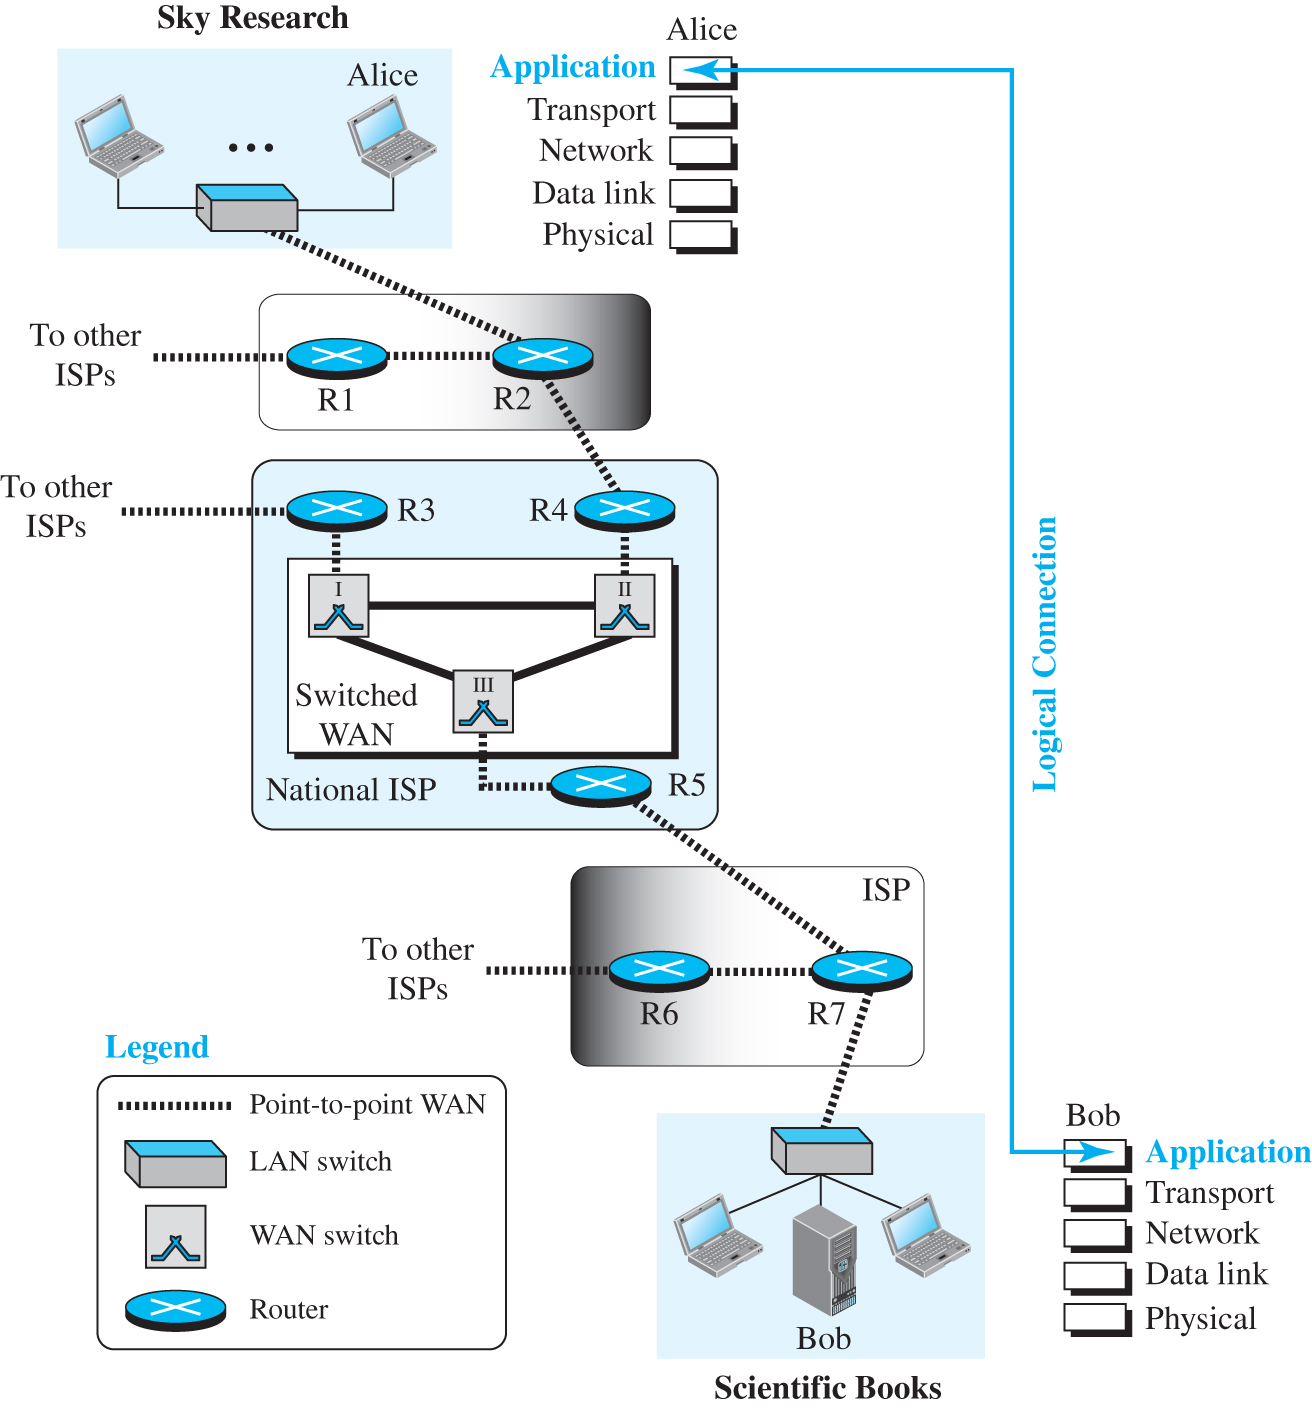 Sky Research
Alice
Alice
Application
Transport
Network
Data link
Physical
To other
ISPs
R1
R2
To other
ISPs
R3
R4
I
II
III
Switched
WAN
National ISP
R5
Logical Connection
ISP
To other
ISPs
R6
R7
Legend
Point-to-point WAN
LAN switch
WAN switch
Router
Bob
Application
Transport
Network
Data link
Physical
Bob
Scientific Books